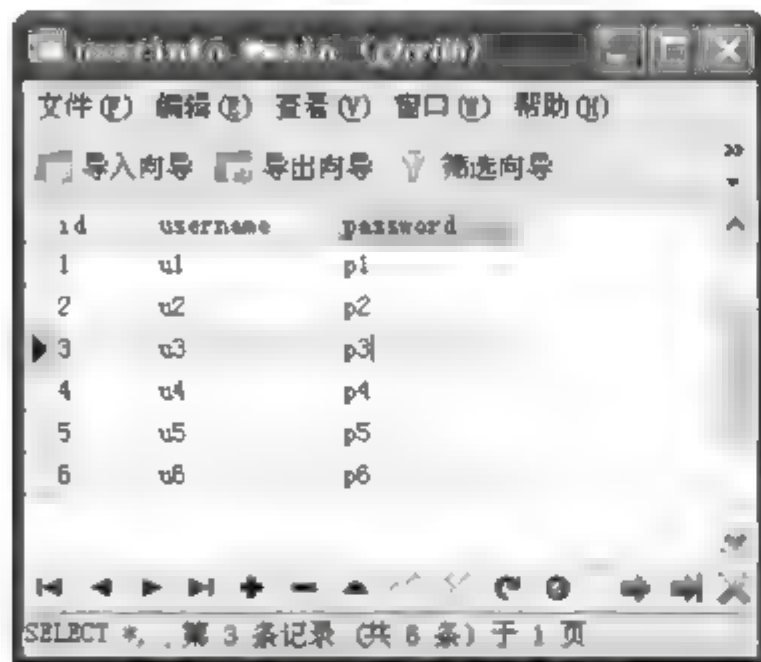 文件(F) 编辑(E) 查看(V) 窗口(W) 帮助(H)
导入向导 导出向导 筛选向导
id username password
1 u1 p1
2 u2 p2
3 u3 p3
4 u4 p4
5 u5 p5
6 u6 p6
SELECT *, 第 3 条记录 (共 6 条) 于 1 页